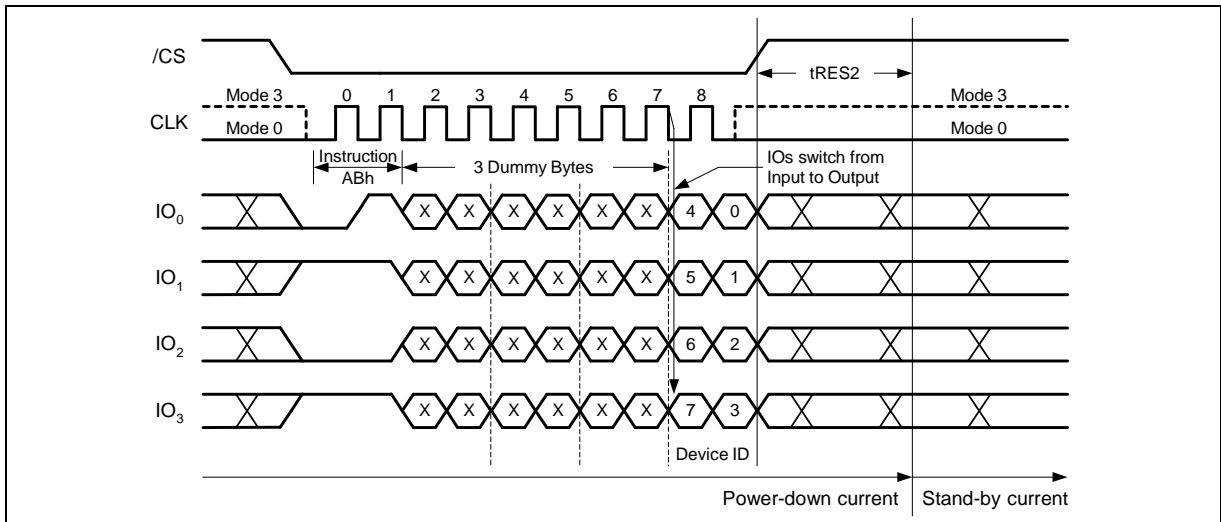 /CS
tRES2
Mode 3 0 1 2 3 4 5 6 7 8 Mode 3
CLK
Mode 0 Mode 0
Instruction
ABh
3 Dummy Bytes
IOs switch from
Input to Output
IO0 X X X X X X 4 0
IO1 X X X X X X 5 1
IO2 X X X X X X 6 2
IO3 X X X X X X 7 3
Device ID
Power-down current Stand-by current